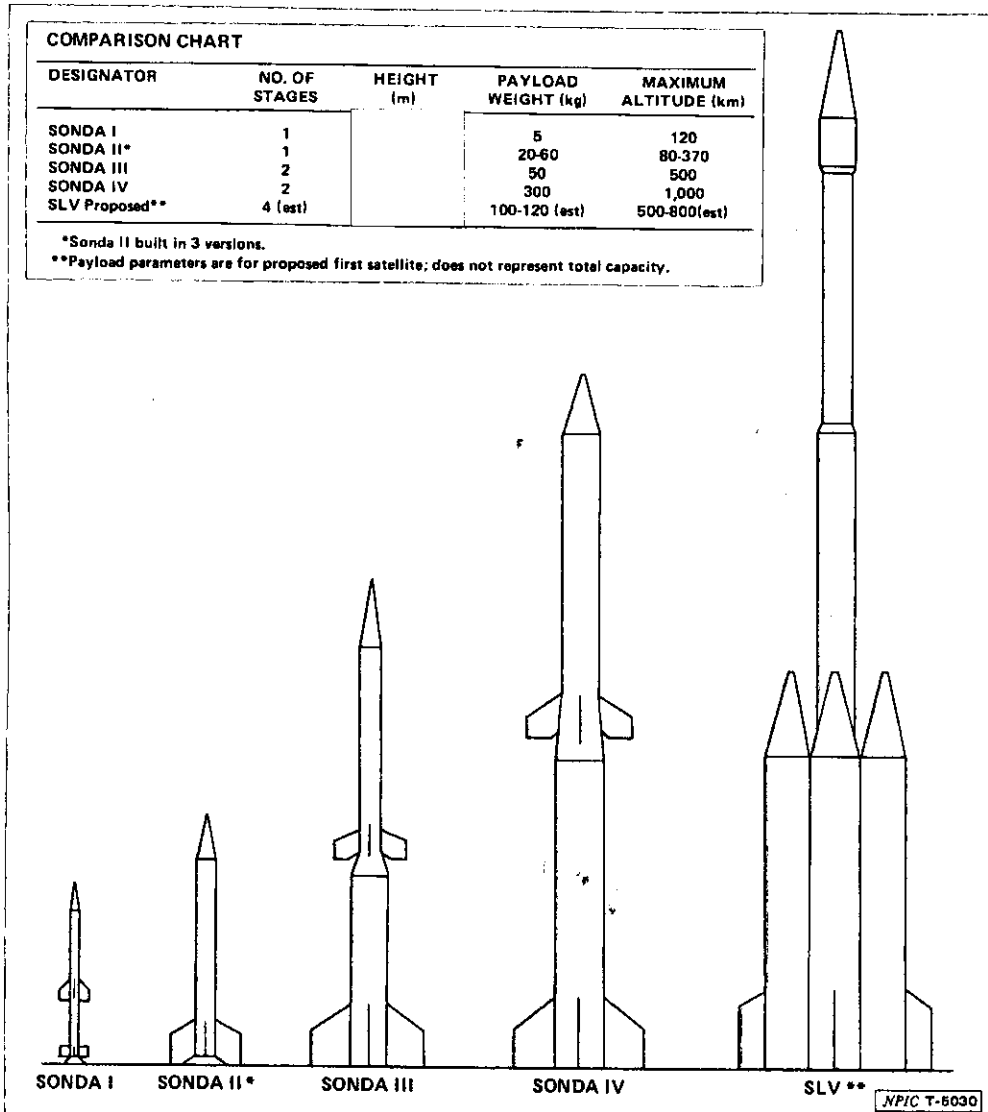 COMPARISON CHART
DESIGNATOR NO. OF STAGES HEIGHT (m) PAYLOAD WEIGHT (kg) MAXIMUM ALTITUDE (km)
SONDA I 1 5 120
SONDA II* 1 20-60 80-370
SONDA III 2 50 500
SONDA IV 2 300 1,000
SLV Proposed** 4 (est) 100-120 (est) 500-800(est)
*Sonda II built in 3 versions.
**Payload parameters are for proposed first satellite; does not represent total capacity.
SONDA I SONDA II* SONDA III SONDA IV SLV **
NPIC T-5030